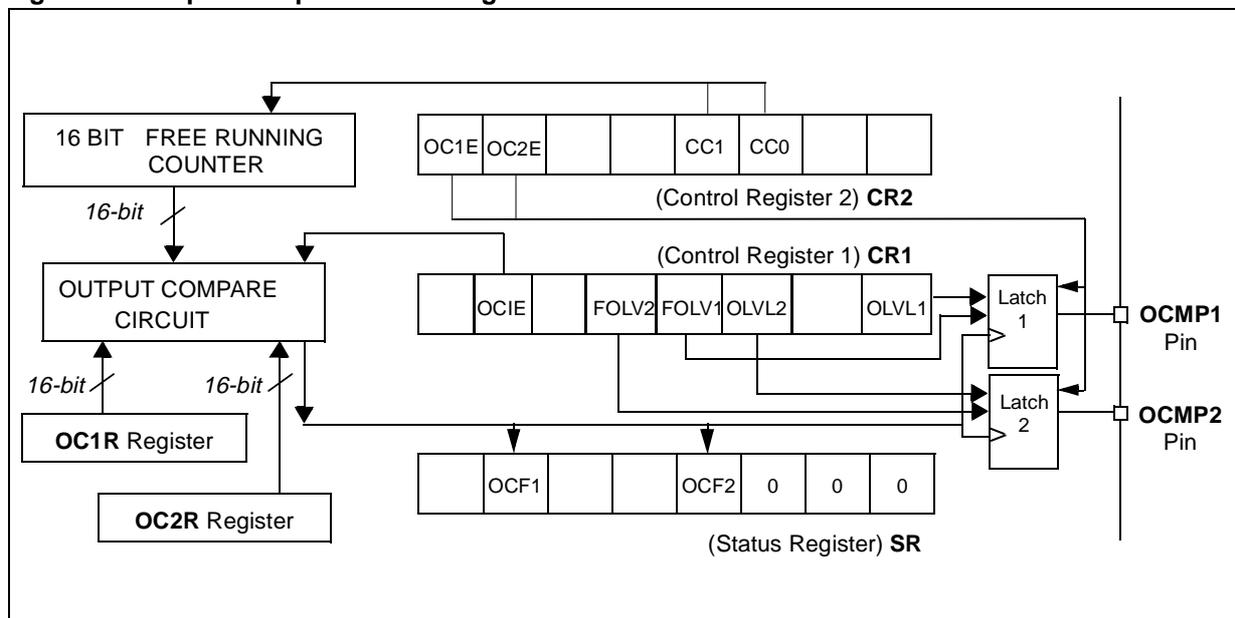 16 BIT FREE RUNNING
COUNTER
OC1E OC2E CC1 CC0
(Control Register 2) CR2
16-bit
(Control Register 1) CR1
OUTPUT COMPARE
CIRCUIT
OCIE FOLV2 FOLV1 OLVL2 OLVL1
Latch
1
OCMP1
Pin
16-bit 16-bit
Latch
2
OCMP2
Pin
OC1R Register
OCF1 OCF2 0 0 0
OC2R Register
(Status Register) SR